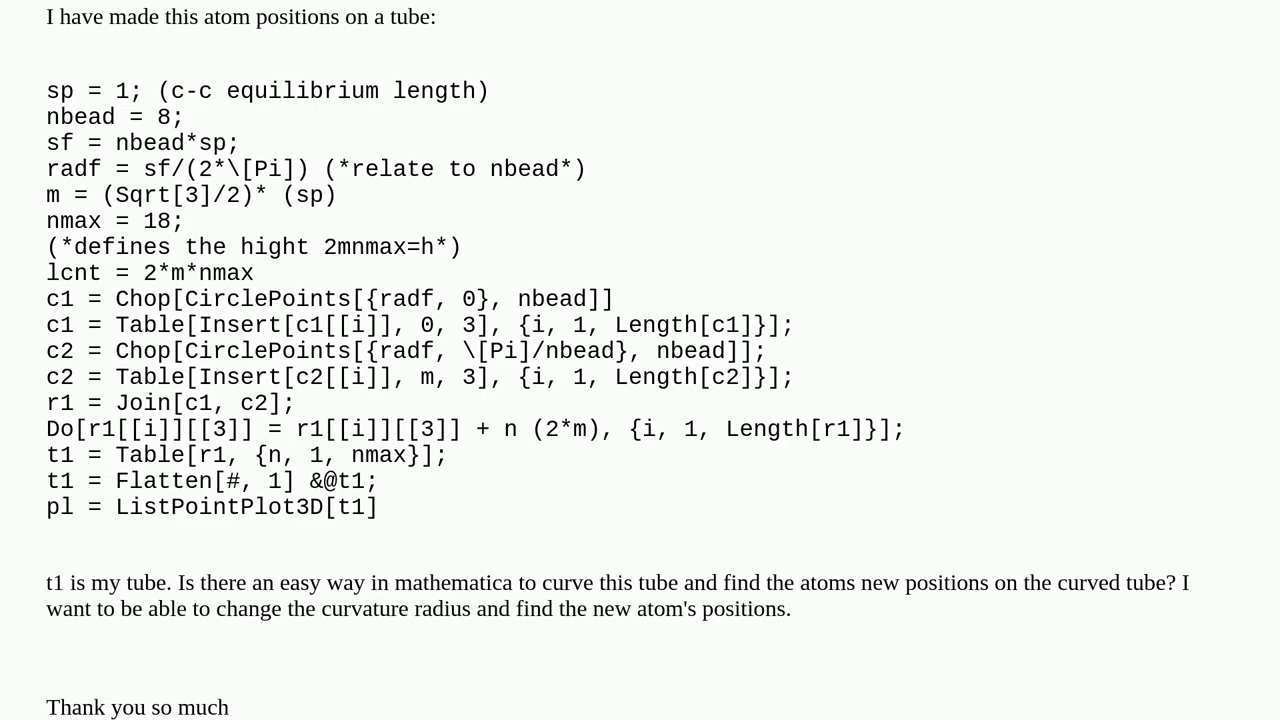 I have made this atom positions on a tube:
sp = 1; (c-c equilibrium length)
nbead = 8;
sf = nbead*sp;
radf = sf/(2*\[Pi]) (*relate to nbead*)
m = (Sqrt[3]/2)* (sp)
nmax = 18;
(*defines the hight 2mnmax=h*)
lcnt = 2*m*nmax
c1 = Chop[CirclePoints[{radf, 0}, nbead]]
c1 = Table[Insert[c1[[i]], 0, 3], {i, 1, Length[c1]}];
c2 = Chop[CirclePoints[{radf, \[Pi]/nbead}, nbead]];
c2 = Table[Insert[c2[[i]], m, 3], {i, 1, Length[c2]}];
r1 = Join[c1, c2];
Do[r1[[i]][[3]] = r1[[i]][[3]] + n (2*m), {i, 1, Length[r1]}];
t1 = Table[r1, {n, 1, nmax}];
t1 = Flatten[#, 1] &@t1;
pl = ListPointPlot3D[t1]
t1 is my tube. Is there an easy way in mathematica to curve this tube and find the atoms new positions on the curved tube? I
want to be able to change the curvature radius and find the new atom's positions.
Thank you so much